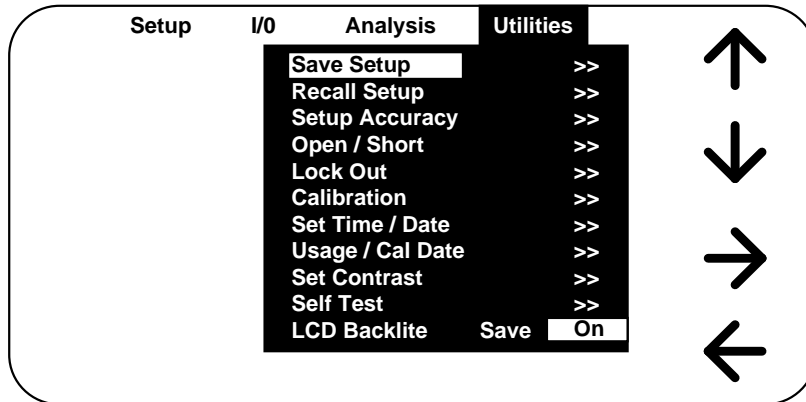 Setup I/0 Analysis Utilities
Save Setup >>
Recall Setup >>
Setup Accuracy >>
Open / Short >>
Lock Out >>
Calibration >>
Set Time / Date >>
Usage / Cal Date >>
Set Contrast >>
Self Test >>
LCD Backlite Save On